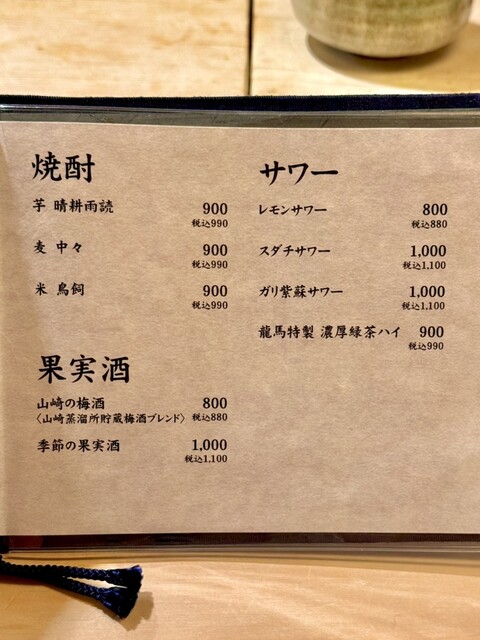 焼酎
芋 晴耕雨読 900
税込990
麦 中々 900
税込990
米 鳥飼 900
税込990
果実酒
山崎の梅酒 800
〈山崎蒸溜所貯蔵梅酒ブレンド〉 税込880
季節の果実酒 1,000
税込1,100
サワー
レモンサワー 800
税込880
スダチサワー 1,000
税込1,100
ガリ紫蘇サワー 1,000
税込1,100
龍馬特製 濃厚緑茶ハイ 900
税込990